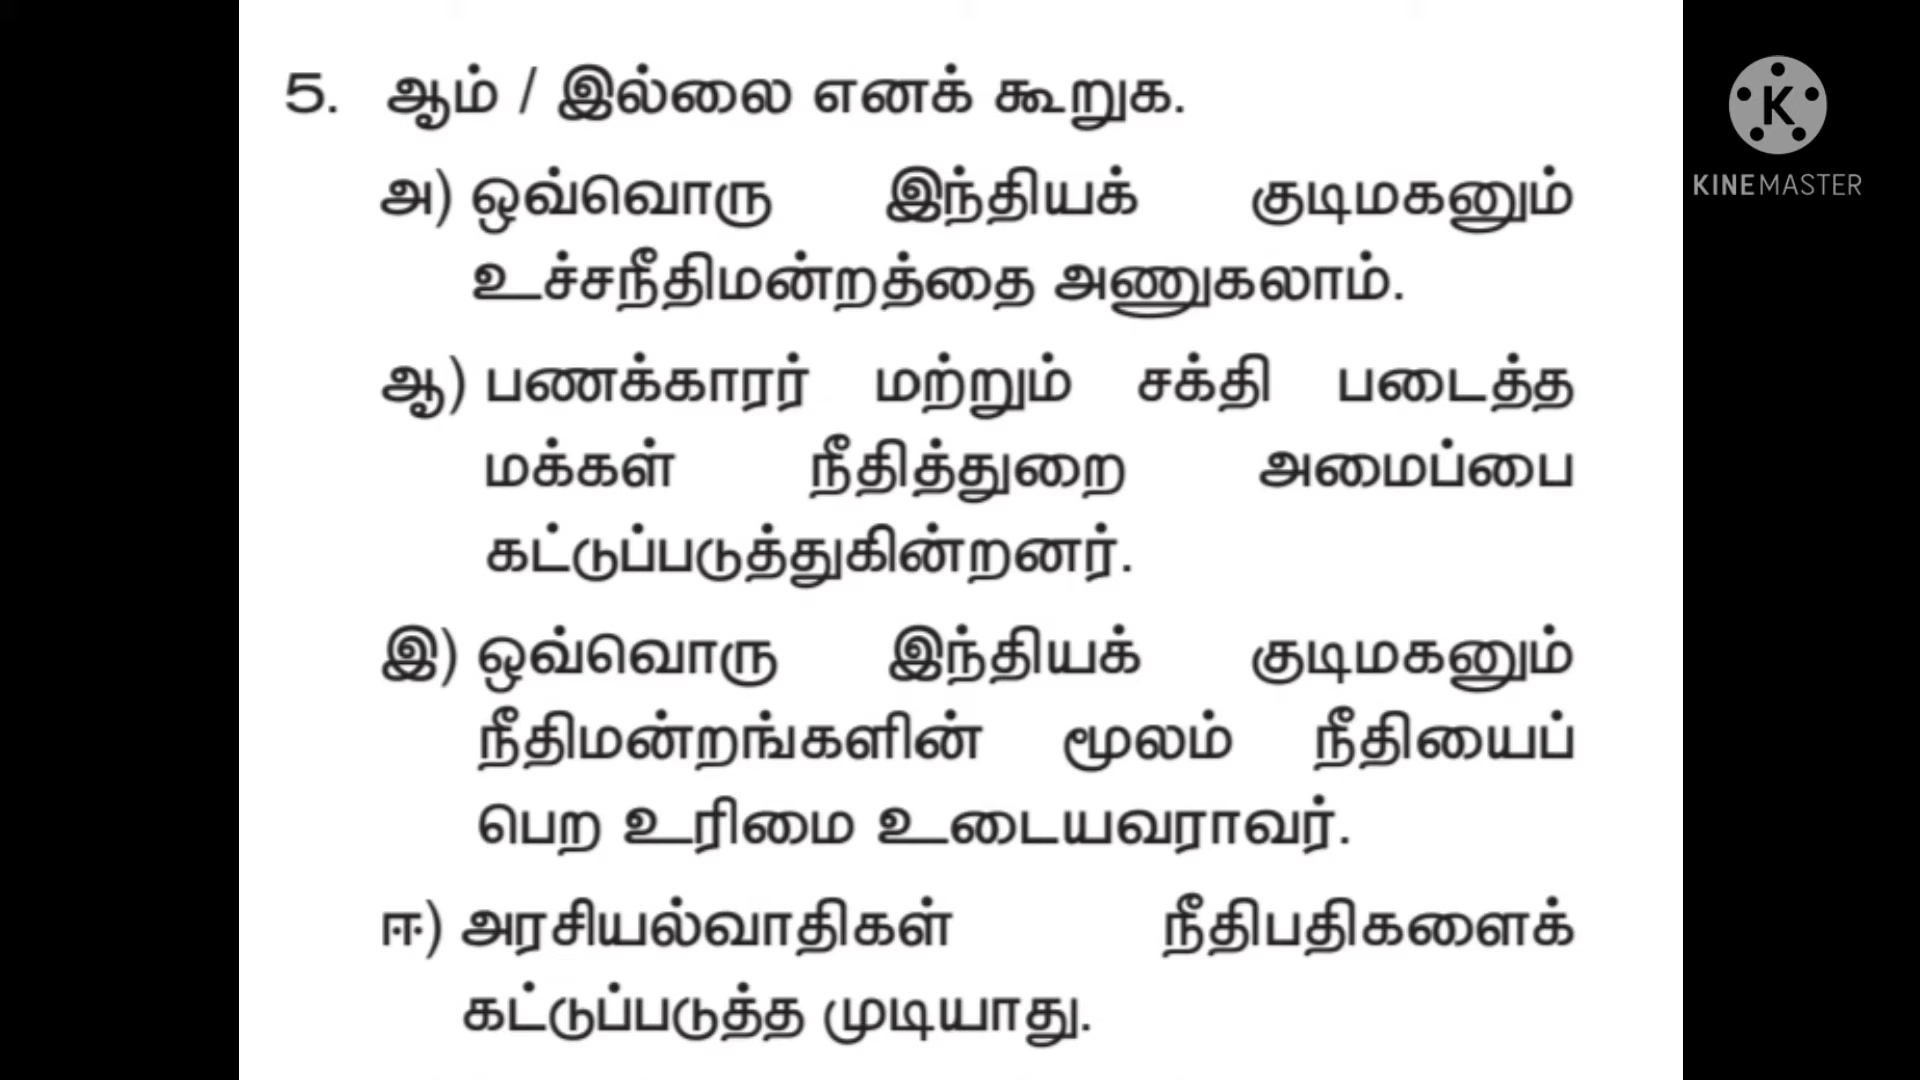 5. ஆம் / இல்லை எனக் கூறுக.
அ) ஒவ்வொரு இந்தியக் குடிமகனும்
உச்சநீதிமன்றத்தை அணுகலாம்.
ஆ) பணக்காரர் மற்றும் சக்தி படைத்த
மக்கள் நீதித்துறை அமைப்பை
கட்டுப்படுத்துகின்றனர்.
இ) ஒவ்வொரு இந்தியக் குடிமகனும்
நீதிமன்றங்களின் மூலம் நீதியைப்
பெற உரிமை உடையவராவர்.
ஈ) அரசியல்வாதிகள் நீதிபதிகளைக்
கட்டுப்படுத்த முடியாது.
K
KINEMASTER